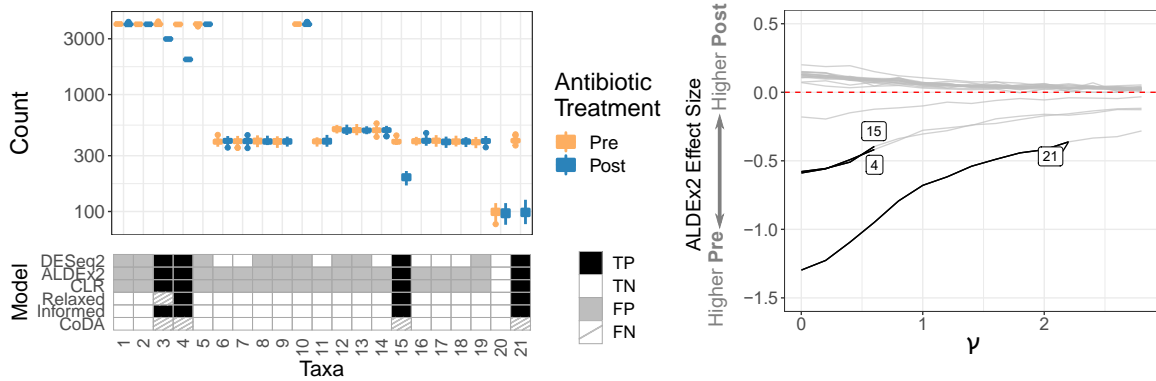 3000
1000
300
100
Count
Antibiotic
Treatment
Pre
Post
DESeq2
ALDEx2
CLR
Relaxed
Informed
CoDA
Model
1 2 3 4 5 6 7 8 9 10 11 12 13 14 15 16 17 18 19 20 21
Taxa
TP
TN
FP
FN
0.5
0.0
−0.5
−1.0
−1.5
ALDEx2 Effect Size
Higher Post
Higher Pre
15
4
21
0 1 2
γ